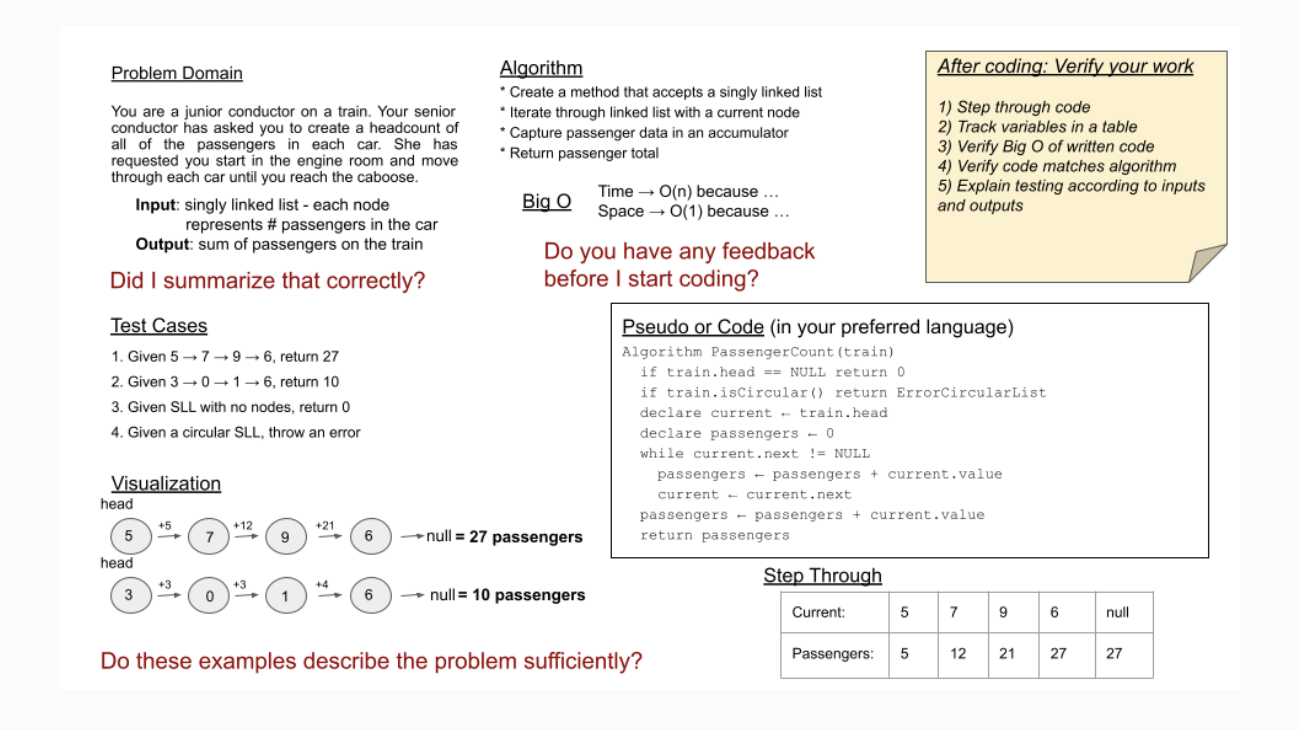 Problem Domain
You are a junior conductor on a train. Your senior
conductor has asked you to create a headcount of
all of the passengers in each car. She has
requested you start in the engine room and move
through each car until you reach the caboose.
Input: singly linked list - each node
represents # passengers in the car
Output: sum of passengers on the train
Did I summarize that correctly?
Algorithm
* Create a method that accepts a singly linked list
* Iterate through linked list with a current node
* Capture passenger data in an accumulator
* Return passenger total
Big O
Time → O(n) because …
Space → O(1) because …
Do you have any feedback
before I start coding?
After coding: Verify your work
1) Step through code
2) Track variables in a table
3) Verify Big O of written code
4) Verify code matches algorithm
5) Explain testing according to inputs
and outputs
Test Cases
1. Given 5 → 7 → 9 → 6, return 27
2. Given 3 → 0 → 1 → 6, return 10
3. Given SLL with no nodes, return 0
4. Given a circular SLL, throw an error
Visualization
head
5 +5 7 +12 9 +21 6 null = 27 passengers
head
3 +3 0 +3 1 +4 6 null = 10 passengers
Do these examples describe the problem sufficiently?
Pseudo or Code (in your preferred language)
Algorithm PassengerCount(train)
if train.head == NULL return 0
if train.isCircular() return ErrorCircularList
declare current ← train.head
declare passengers ← 0
while current.next != NULL
passengers ← passengers + current.value
current ← current.next
passengers ← passengers + current.value
return passengers
Step Through
Current: 5 7 9 6 null
Passengers: 5 12 21 27 27